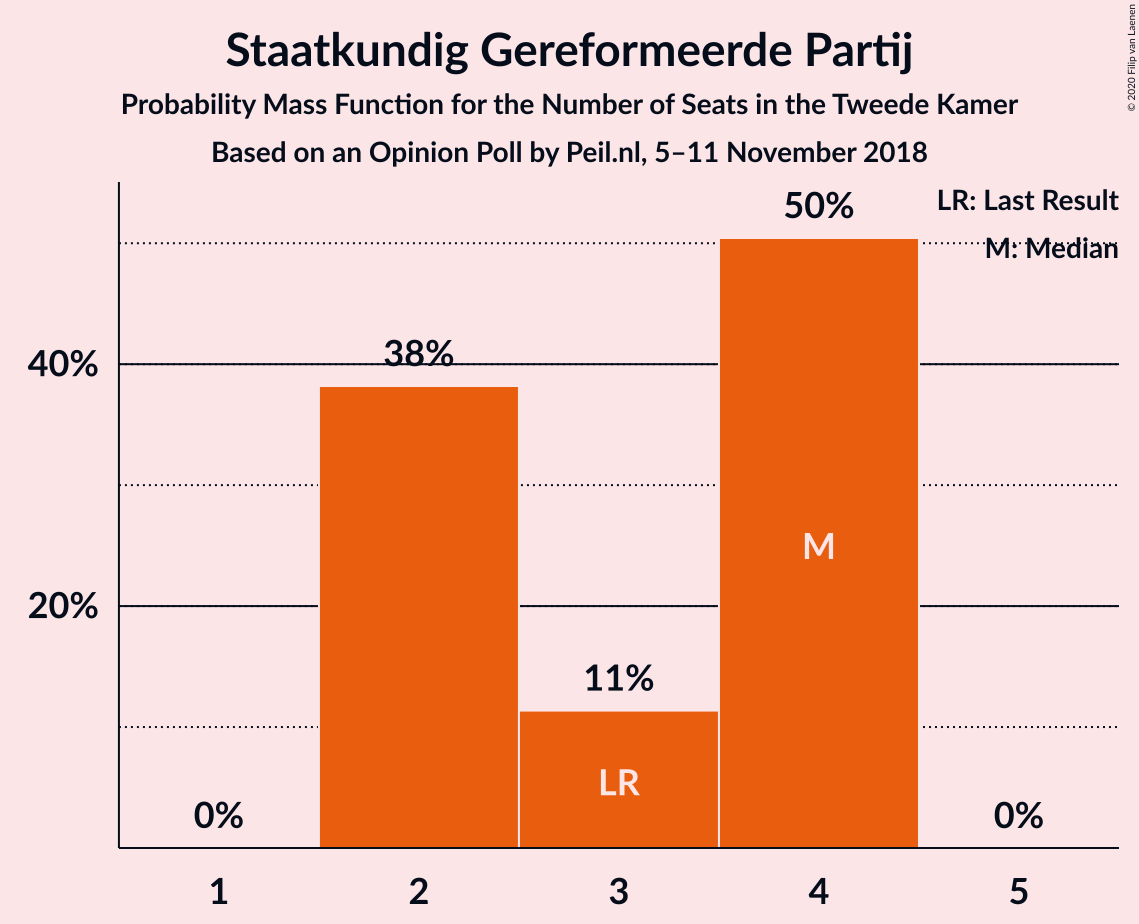 Staatkundig Gereformeerde Partij
Probability Mass Function for the Number of Seats in the Tweede Kamer
Based on an Opinion Poll by Peil.nl, 5–11 November 2018
© 2020 Filip van Laenen
LR: Last Result
M: Median
50%
38%
11%
0%
0%
40%
20%
M
LR
1
2
3
4
5